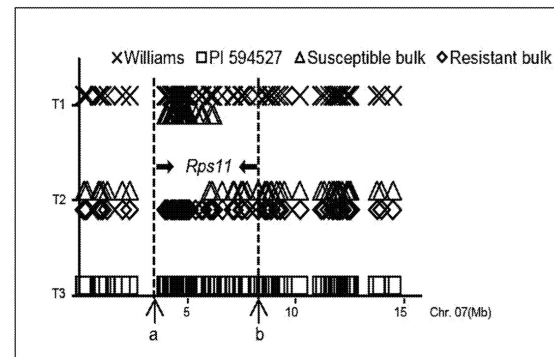 ×Williams □PI 594527 △Susceptible bulk ◇Resistant bulk
T1
Rps11
T2
T3
5 10 15 Chr. 07(Mb)
a b